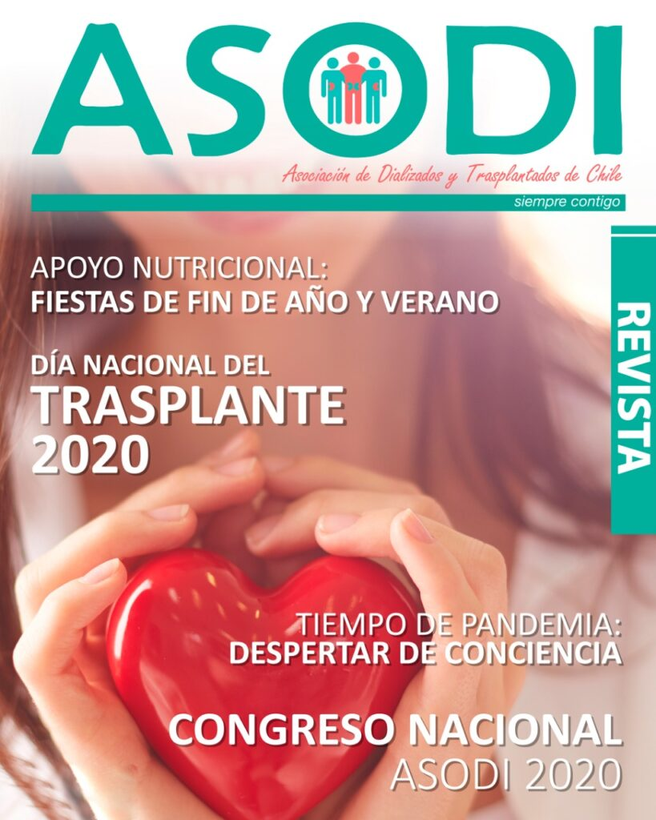 ASODI
Asociación de Dializados y Trasplantados de Chile
siempre contigo
APOYO NUTRICIONAL:
FIESTAS DE FIN DE AÑO Y VERANO
DÍA NACIONAL DEL
TRASPLANTE
2020
REVISTA
TIEMPO DE PANDEMIA:
DESPERTAR DE CONCIENCIA
CONGRESO NACIONAL
ASODI 2020